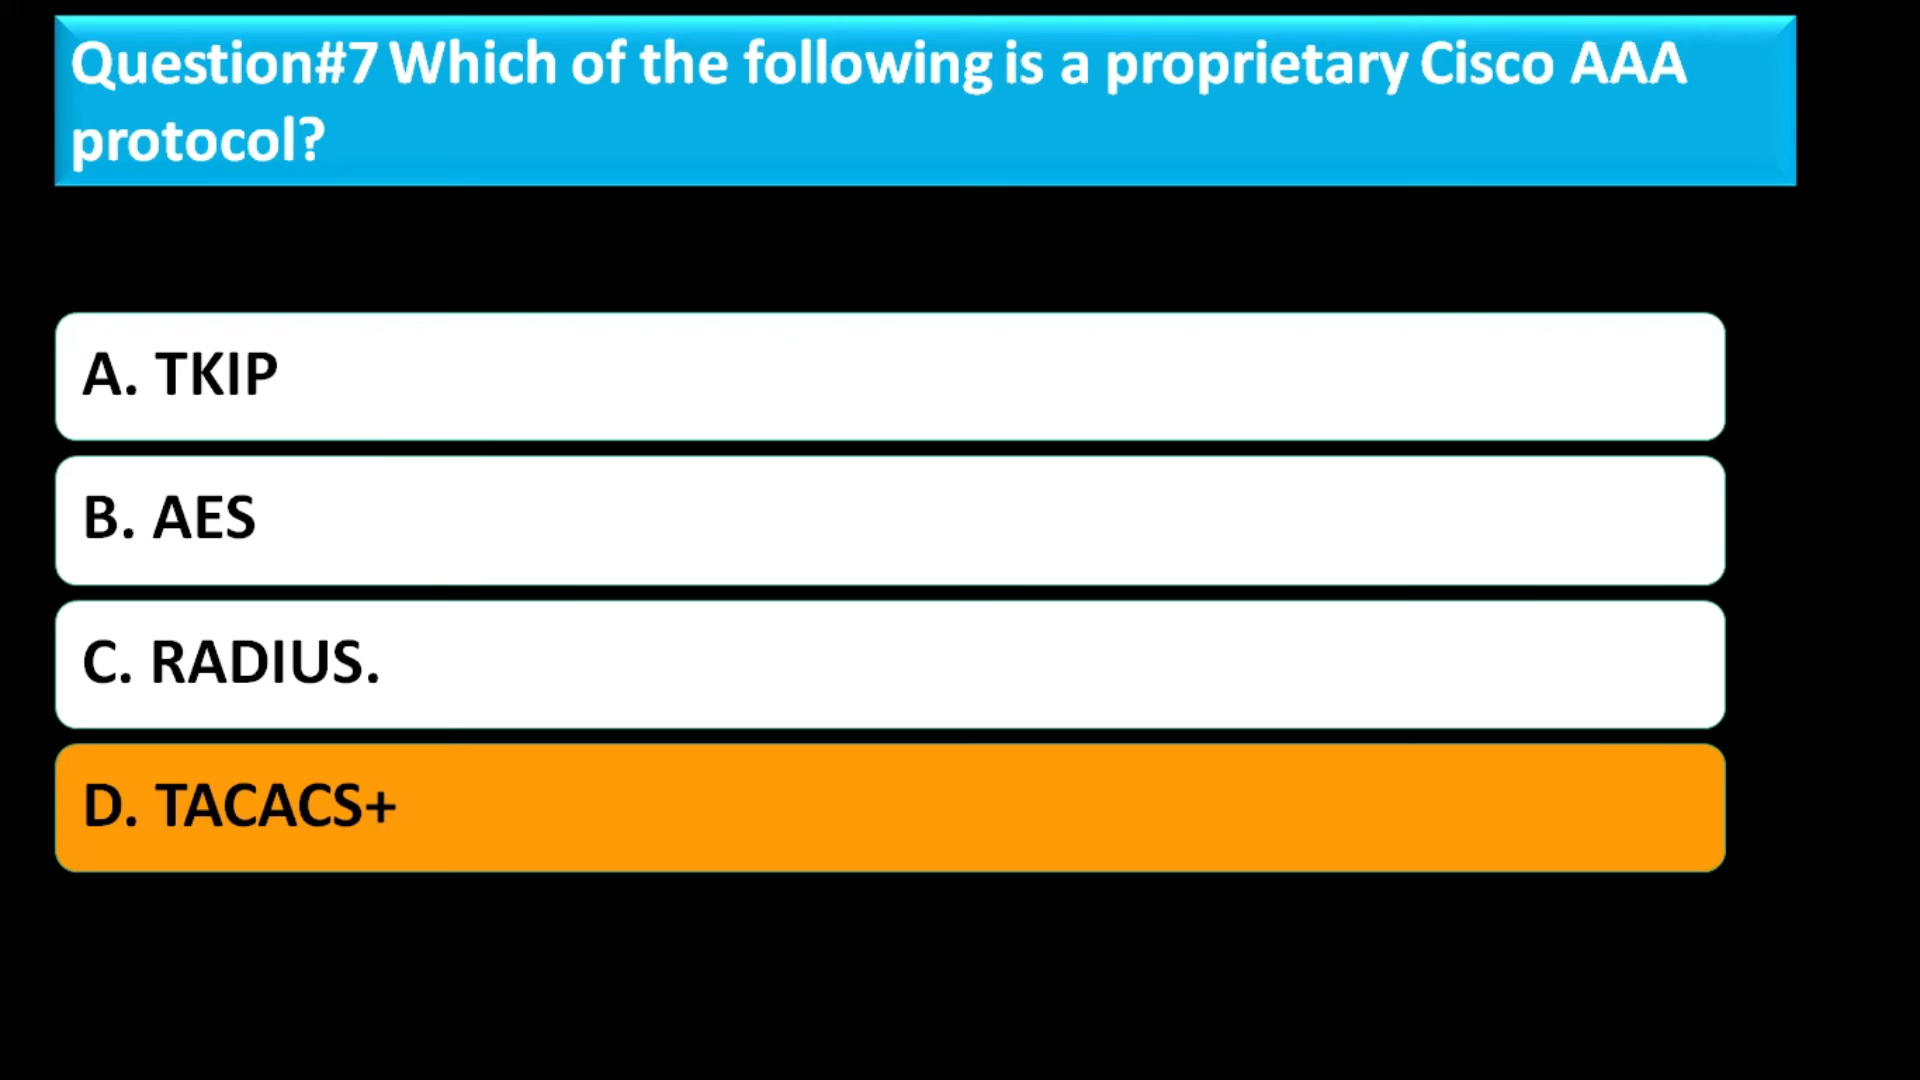 Question#7 Which of the following is a proprietary Cisco AAA
protocol?
A. TKIP
B. AES
C. RADIUS.
D. TACACS+